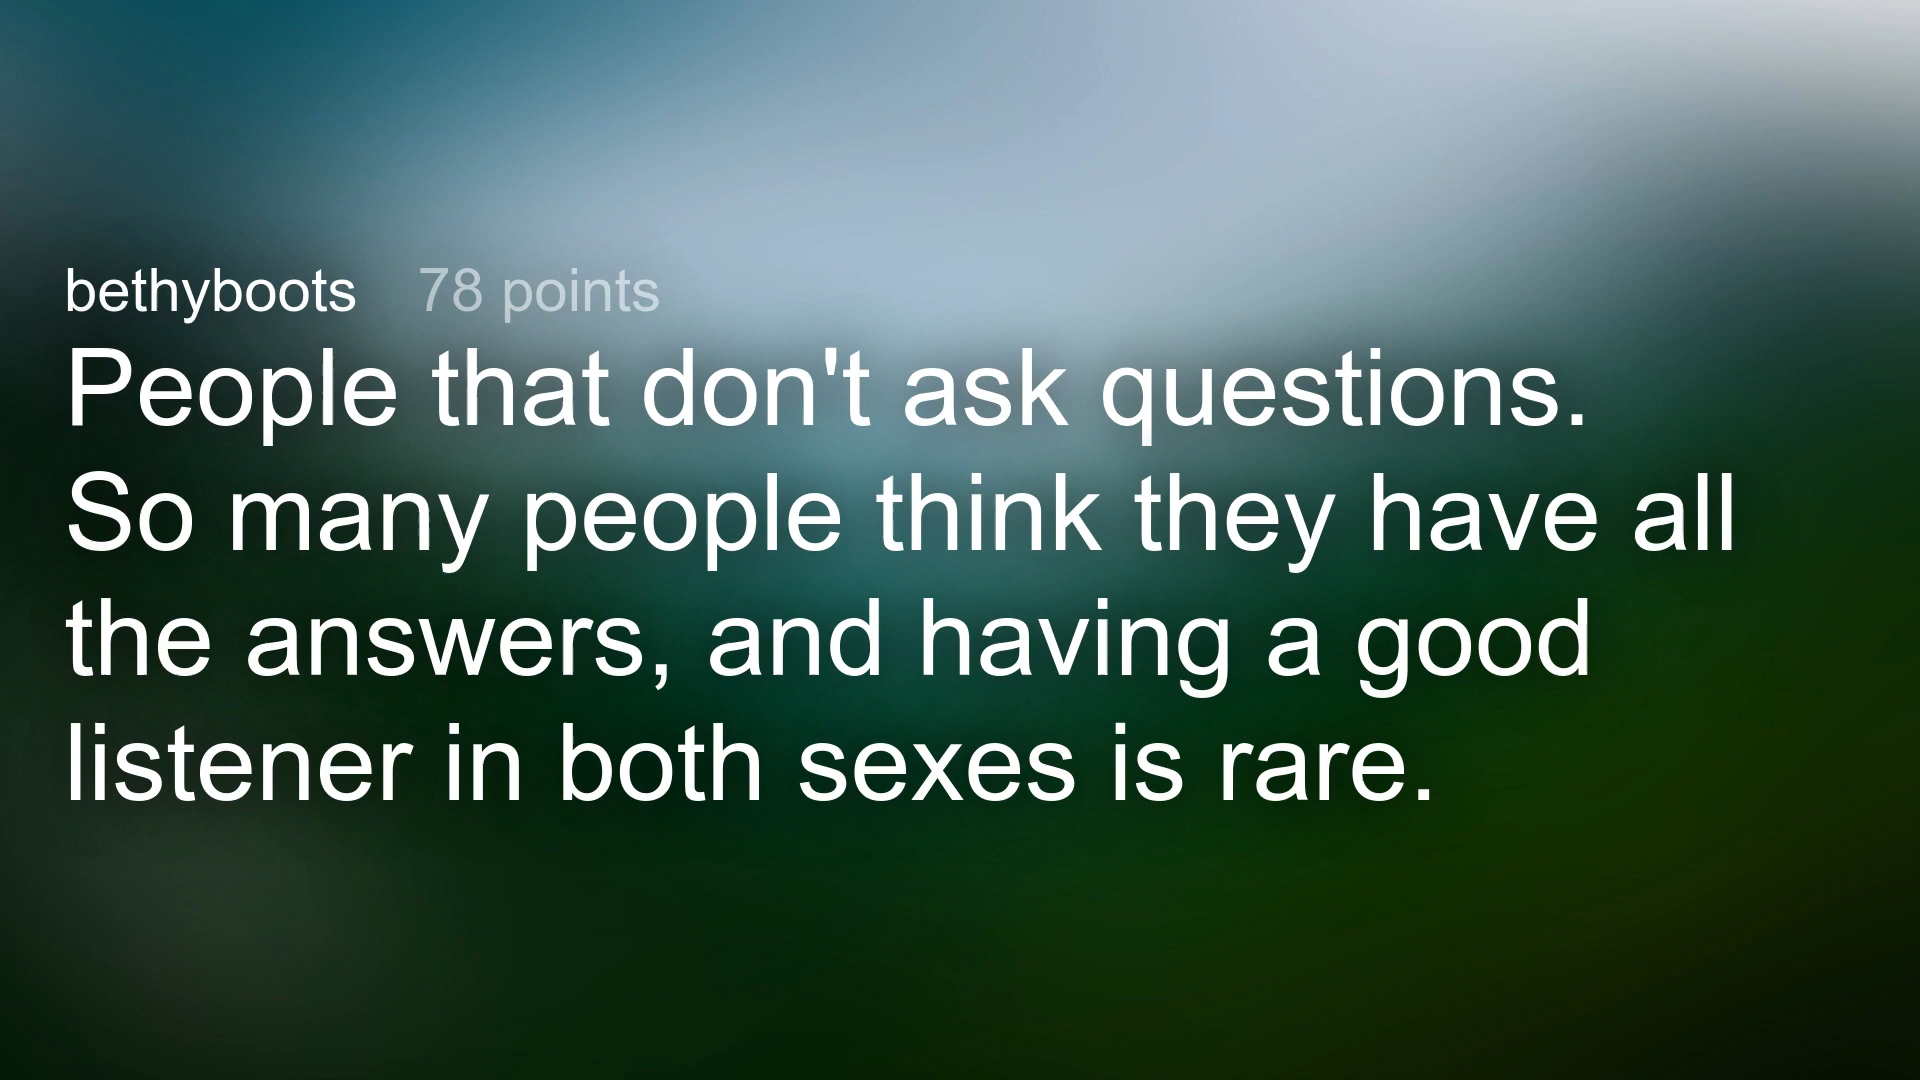 bethyboots 78 points
People that don't ask questions.
So many people think they have all
the answers, and having a good
listener in both sexes is rare.